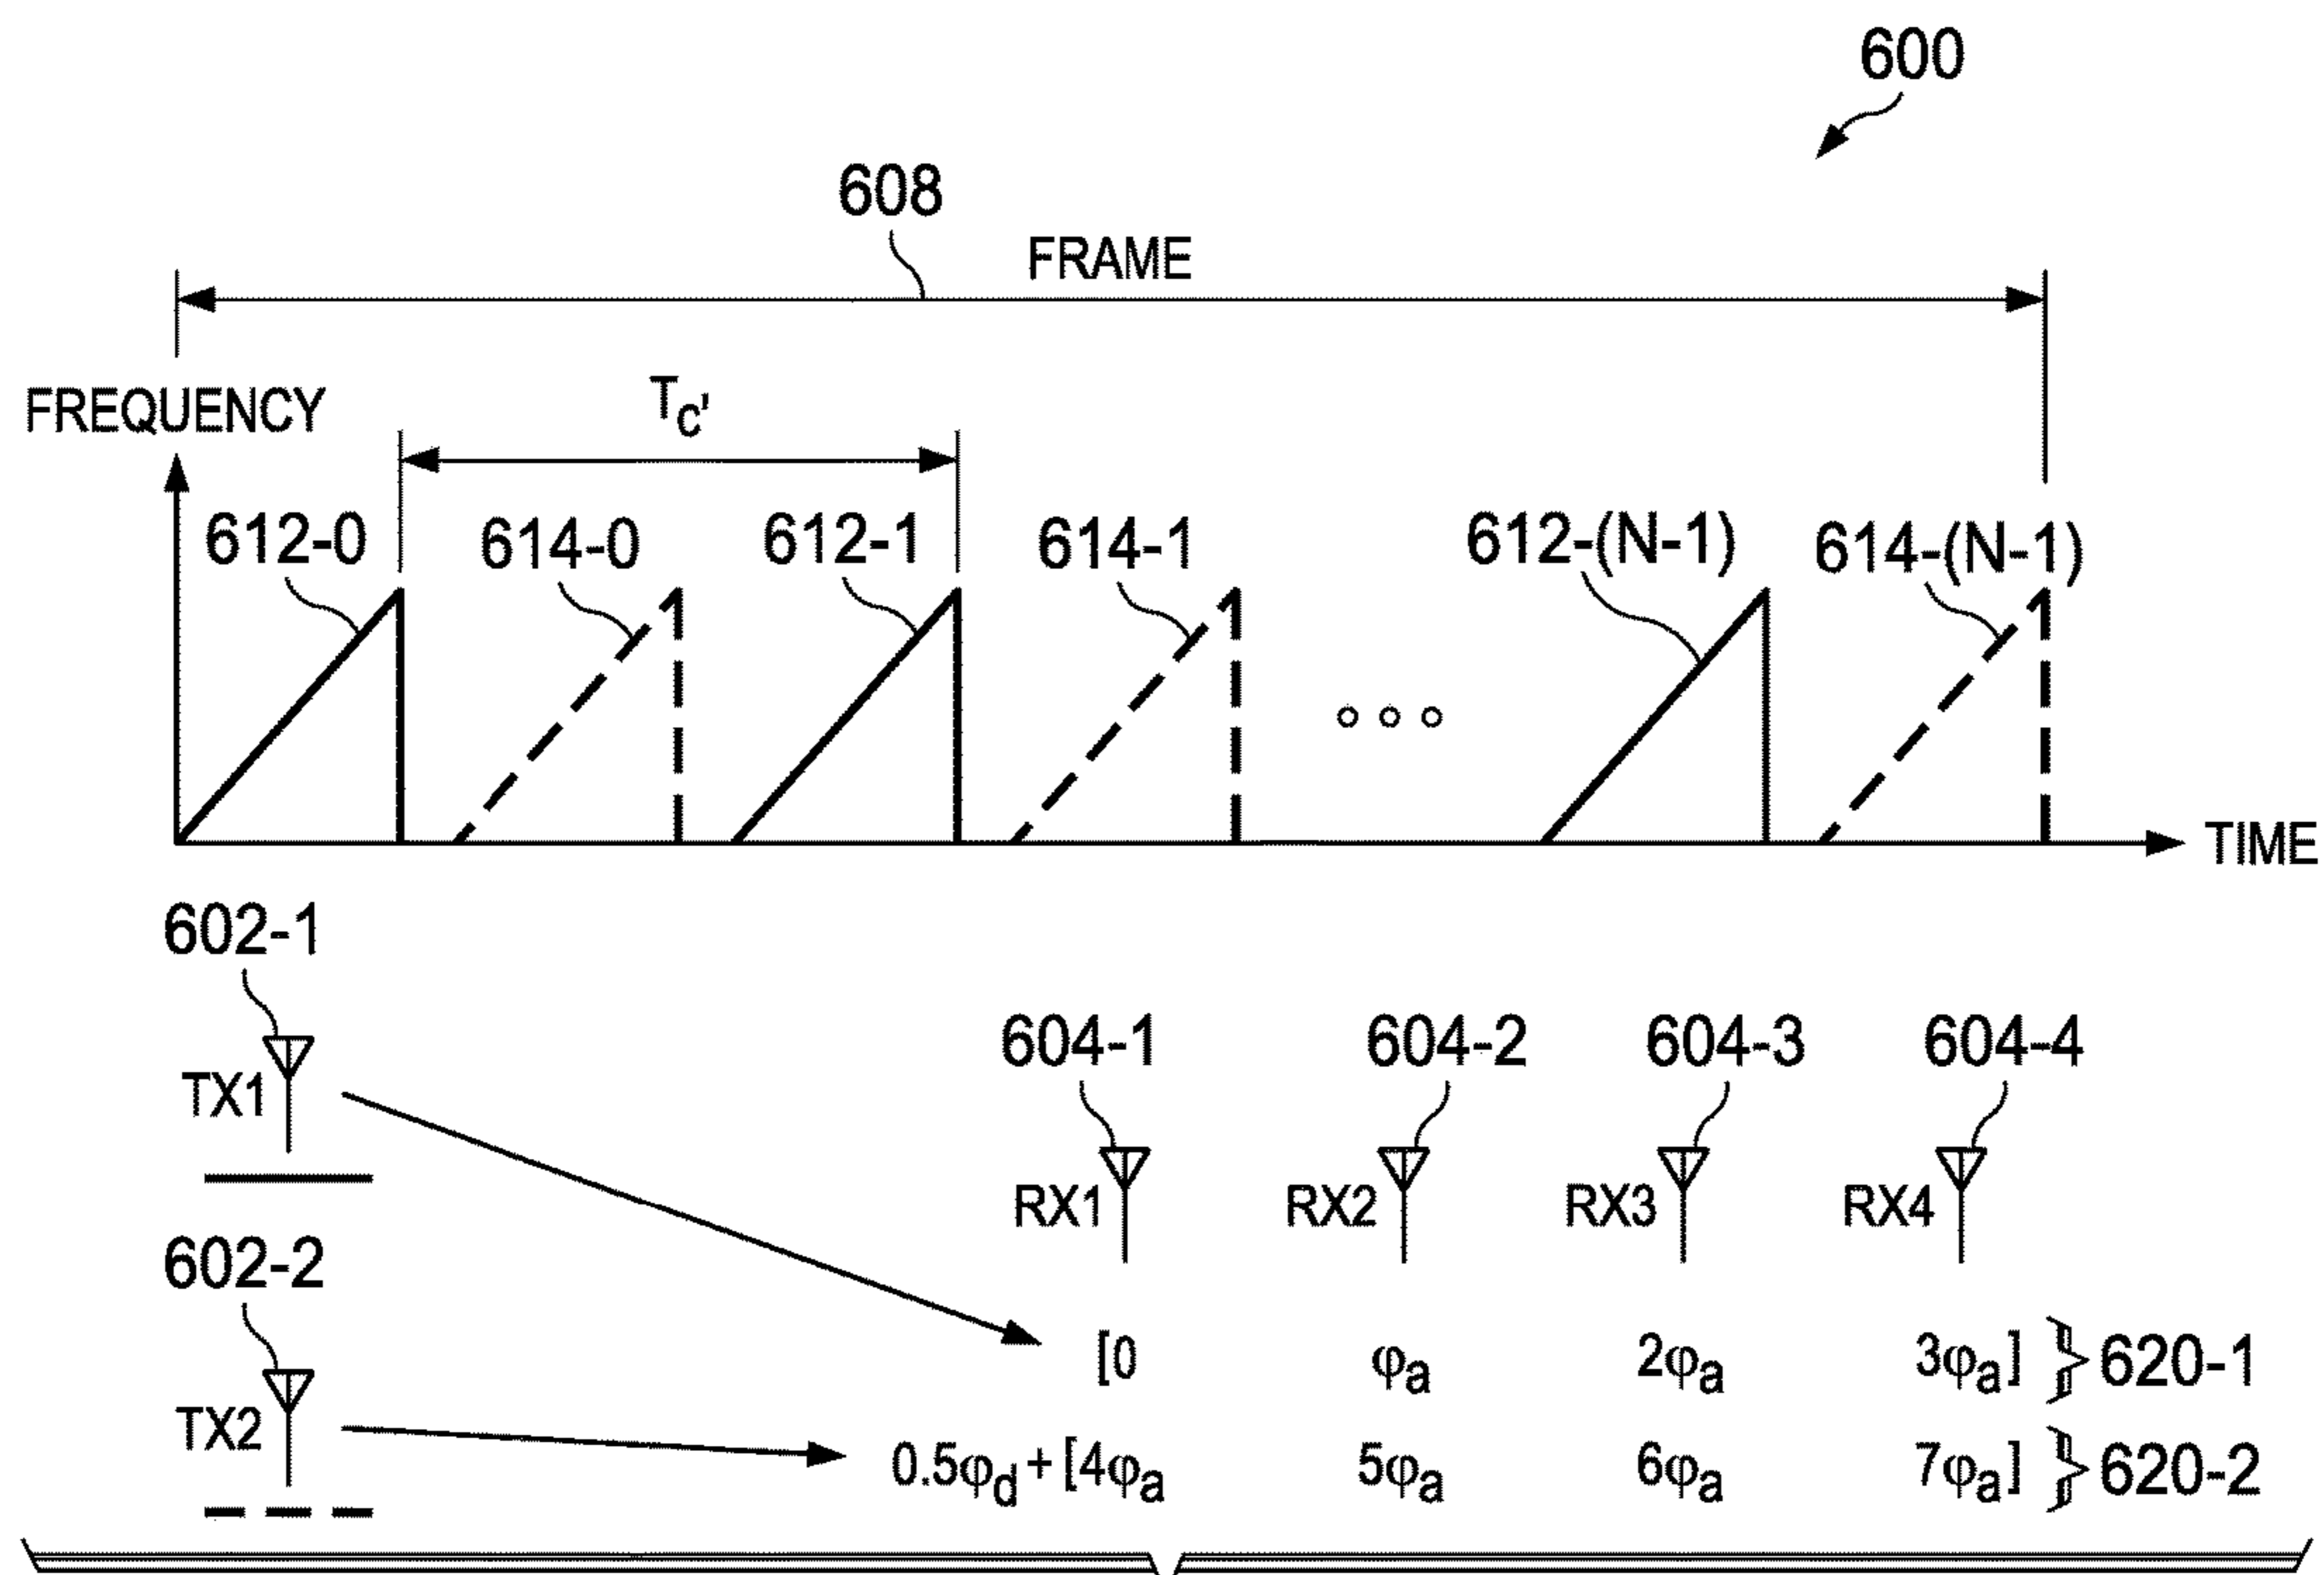 600
608
FRAME
FREQUENCY
Tc'
612-0
614-0
612-1
614-1
612-(N-1)
614-(N-1)
TIME
602-1
TX1
604-1
604-2
604-3
604-4
RX1
RX2
RX3
RX4
602-2
TX2
[0 φa 2φa 3φa] } 620-1
0.5φd + [4φa 5φa 6φa 7φa] } 620-2